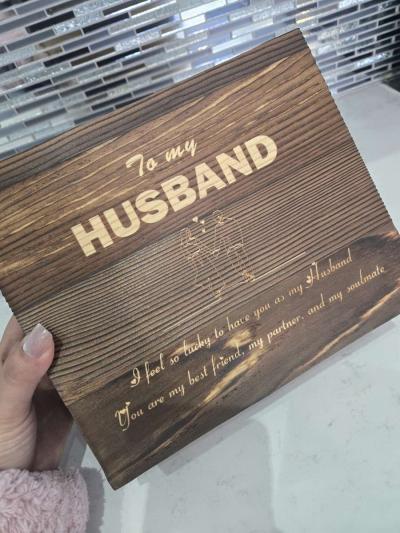 To my
HUSBAND
I feel so lucky to have you as my Husband
You are my best friend, my partner, and my soulmate